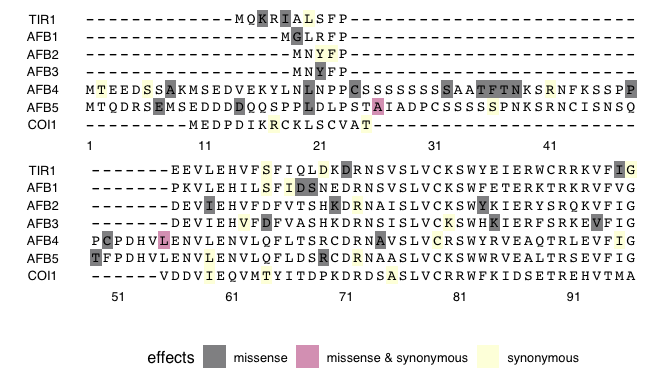 TIR1 -------------MQKRIALSFP-------------------------
AFB1 -----------------MGLRFP-------------------------
AFB2 ------------------MNYFP-------------------------
AFB3 ------------------MNYFP-------------------------
AFB4 MTEEDSSAKMSEDVEKYLNLNPPCSSSSSSSSAATFTNKSRNFKSSPP
AFB5 MTQDRSEMSEDDDDQQSPPLDLPSTAIADPCSSSSSPNKSRNCISNSQ
COI1 ---------MEDPDIKRCKLSCVAT-----------------------
1 11 21 31 41
TIR1 -------EEVLEHVFSFIQLDKDRNSVSLVCKSWYEIERWCRRKVFIG
AFB1 -------PKVLEHILSFIDSNEDRNSVSLVCKSWFETERKTRKRVFVG
AFB2 -------DEVIEHVFDFVTSHKDRNAISLVCKSWYKIERYSRQKVFIG
AFB3 -------DEVIEHVFDFVASHKDRNSISLVCKSWHKIERFSRKEVFIG
AFB4 PCPDHVLENVLENVLQFLTSRCDRNAVSLVCRSWYRVEAQTRLEVFIG
AFB5 TFPDHVLENVLENVLQFLDSRCDRNAASLVCKSWWRVEALTRSEVFIG
COI1 ------VDDVIEQVMTYITDPKDRDSASLVCRRWFKIDSETREHVTMA
51 61 71 81 91
effects missense missense & synonymous synonymous